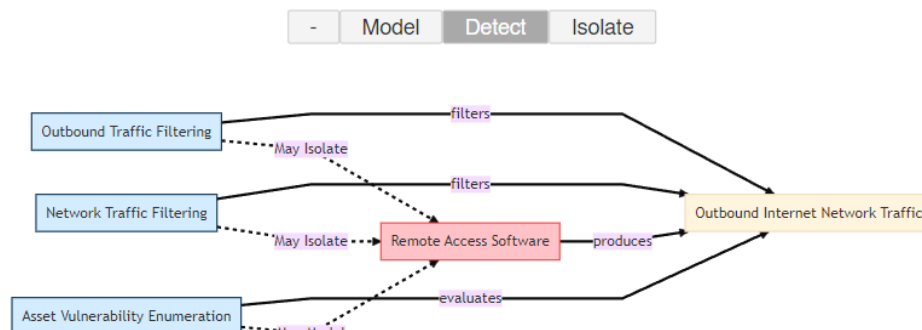 - Model Detect Isolate
filters
Outbound Traffic Filtering
May Isolate
filters
Network Traffic Filtering
Outbound Internet Network Traffic
May Isolate
Remote Access Software
produces
evaluates
Asset Vulnerability Enumeration